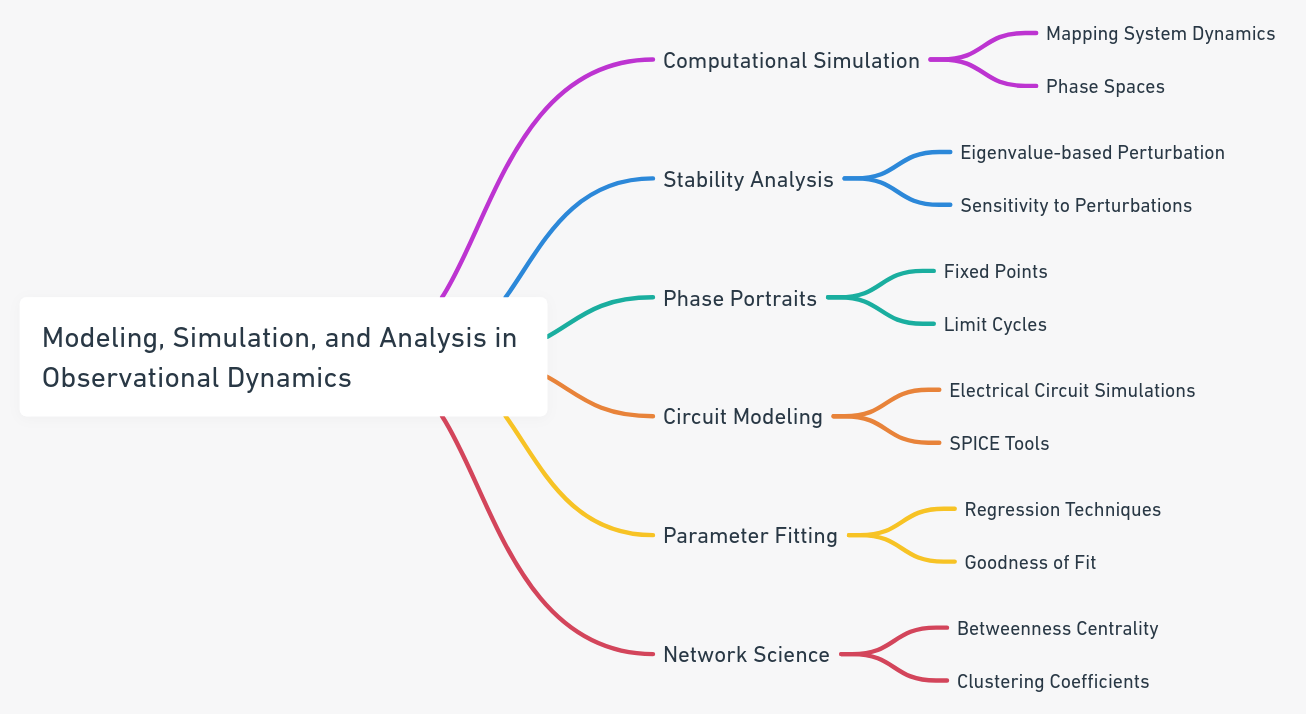 Modeling, Simulation, and Analysis in
Observational Dynamics
Computational Simulation
Mapping System Dynamics
Phase Spaces
Stability Analysis
Eigenvalue-based Perturbation
Sensitivity to Perturbations
Phase Portraits
Fixed Points
Limit Cycles
Circuit Modeling
Electrical Circuit Simulations
SPICE Tools
Parameter Fitting
Regression Techniques
Goodness of Fit
Network Science
Betweenness Centrality
Clustering Coefficients